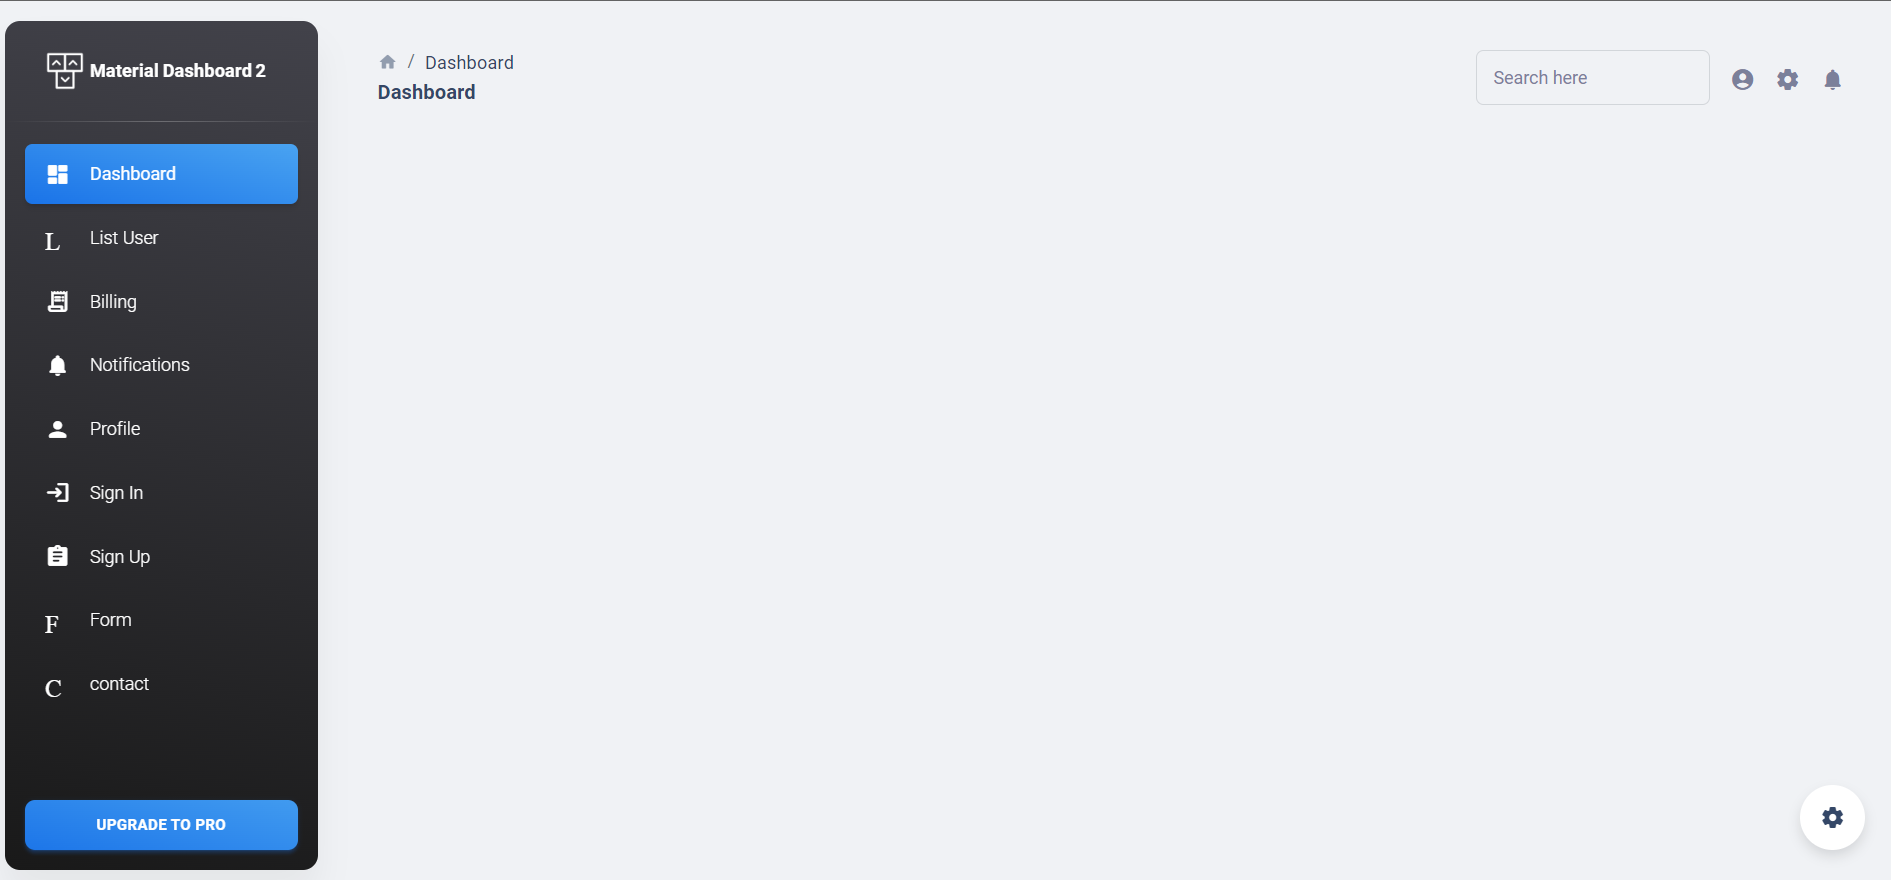 Material Dashboard 2
Dashboard
L List User
Billing
Notifications
Profile
Sign In
Sign Up
F Form
C contact
UPGRADE TO PRO
/ Dashboard
Dashboard
Search here